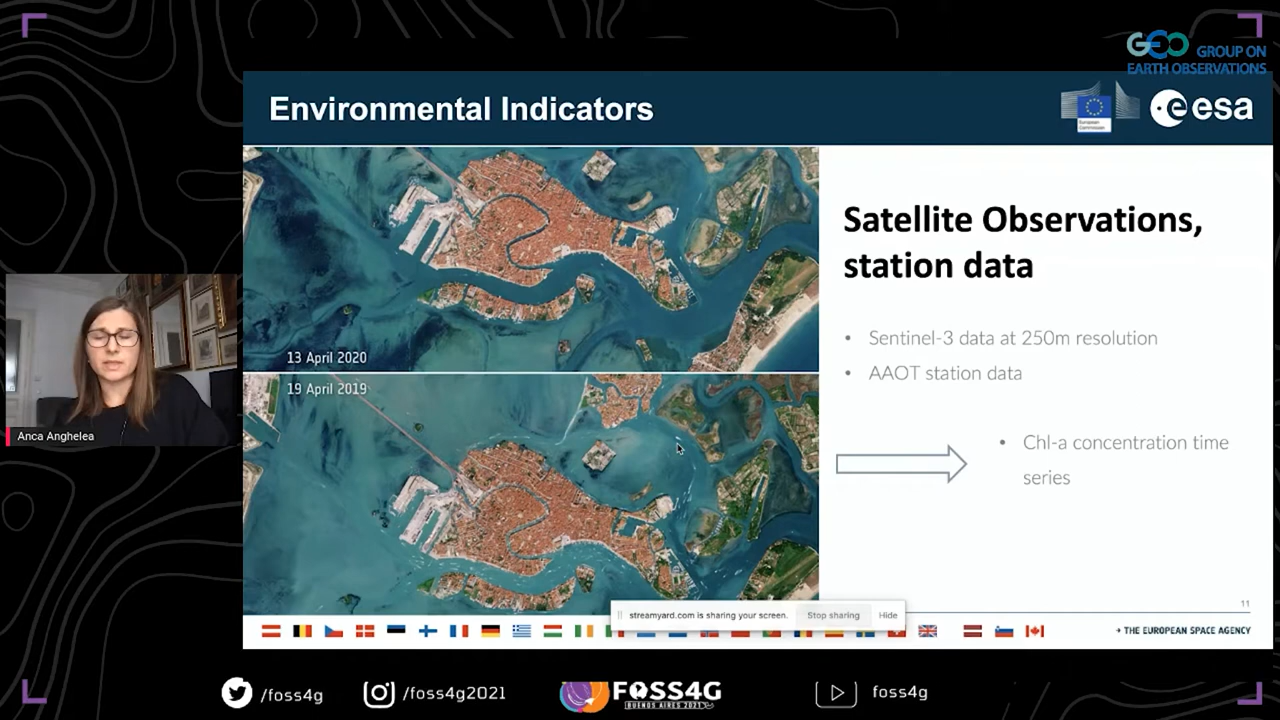 GEO GROUP ON
EARTH OBSERVATIONS
Environmental Indicators
European
Commission
esa
13 April 2020
19 April 2019
Satellite Observations,
station data
• Sentinel-3 data at 250m resolution
• AAOT station data
• Chl-a concentration time
series
Anca Anghelea
streamyard.com is sharing your screen. Stop sharing Hide
11
→ THE EUROPEAN SPACE AGENCY
/foss4g
/foss4g2021
FOSS4G
BUENOS AIRES 2021
foss4g